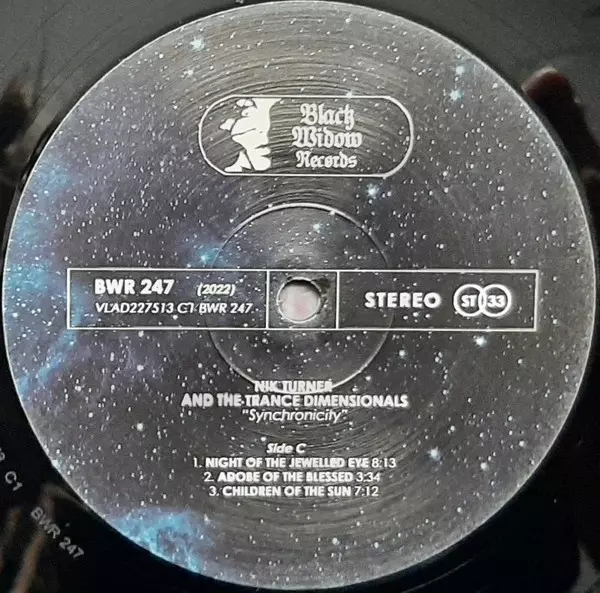 Black
Widow
Records
BWR 247 (2022)
VLAD227513 C1 BWR 247
STEREO ST 33
NIK TURNER
AND THE TRANCE DIMENSIONALS
"Synchronicity"
Side C
1. NIGHT OF THE JEWELLED EYE 8:13
2. ADOBE OF THE BLESSED 3:34
3. CHILDREN OF THE SUN 7:12
C1 BWR 247